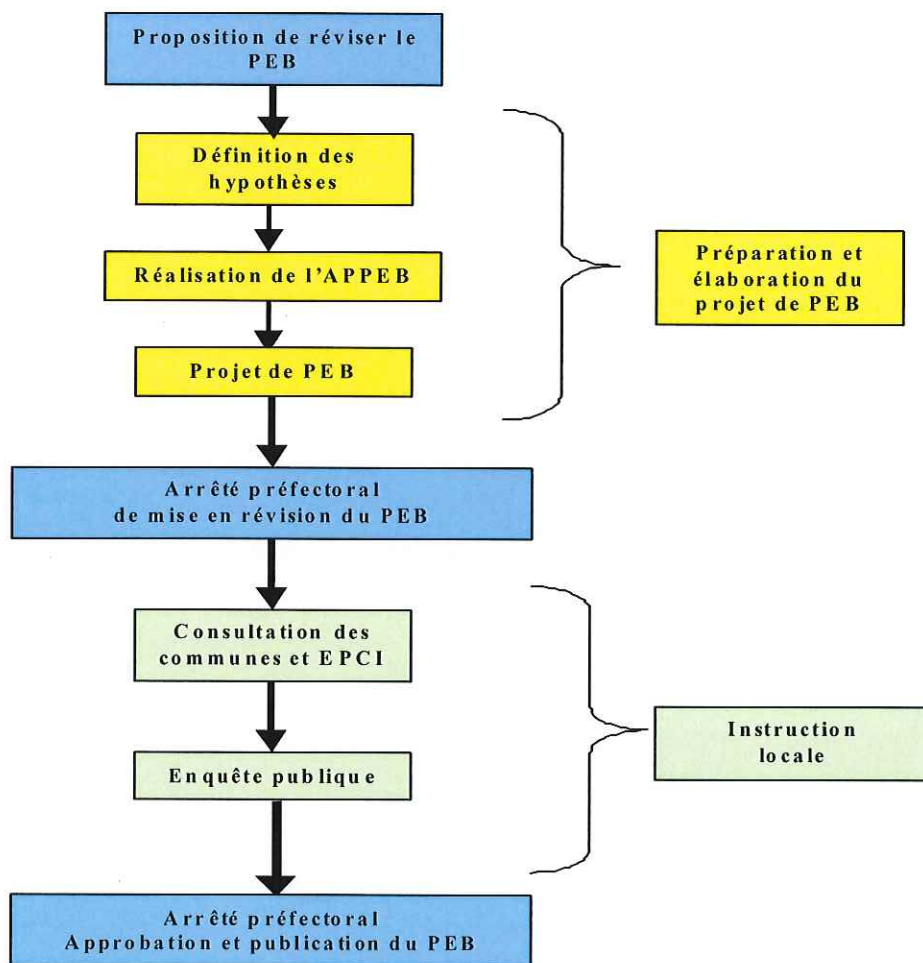 Proposition de réviser le
PEB
Définition des
hypothèses
Réalisation de l'APPEB
Projet de PEB
Préparation et
élaboration du
projet de PEB
Arrêté préfectoral
de mise en révision du PEB
Consultation des
communes et EPCI
Enquête publique
Instruction
locale
Arrêté préfectoral
Approbation et publication du PEB